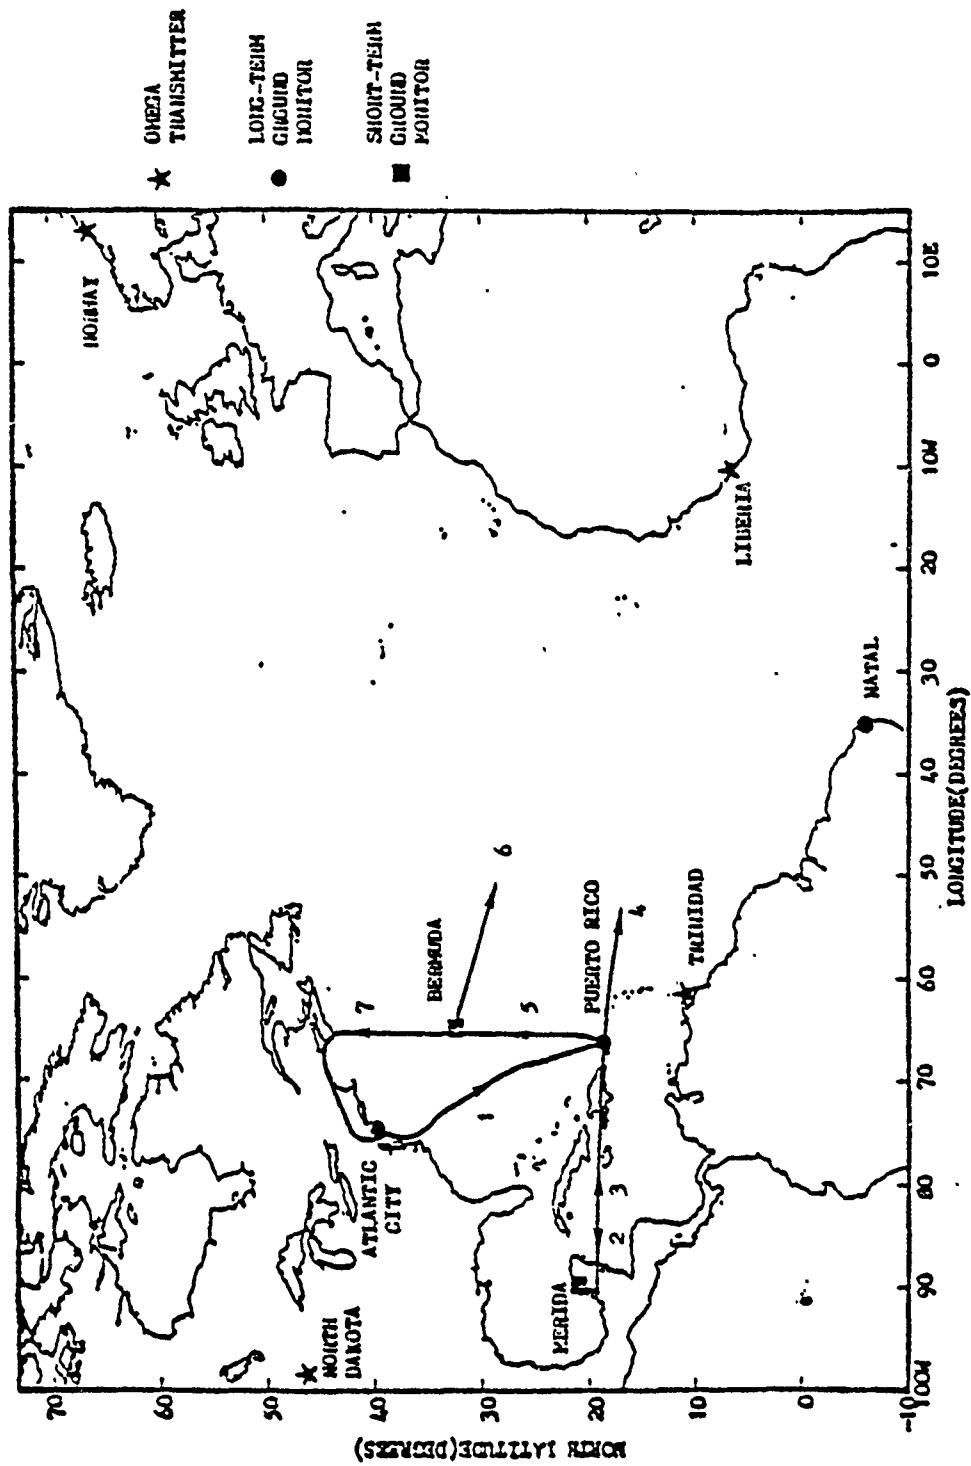 ★ OMEGA
TRANSMITTER
● LONG-TERM
GROUND
MONITOR
■ SHORT-TERM
GROUND
MONITOR
NORWAY
LIBERIA
NATAL
TRINIDAD
PUERTO RICO
BERMUDA
ATLANTIC
CITY
MERIDA
NORTH
DAKOTA
1
2
3
4
5
6
7
70
60
50
40
30
20
10
0
-10
100W
90
80
70
60
50
40
30
20
10W
0
10E
NORTH LATITUDE(DEGREES)
LONGITUDE(DEGREES)